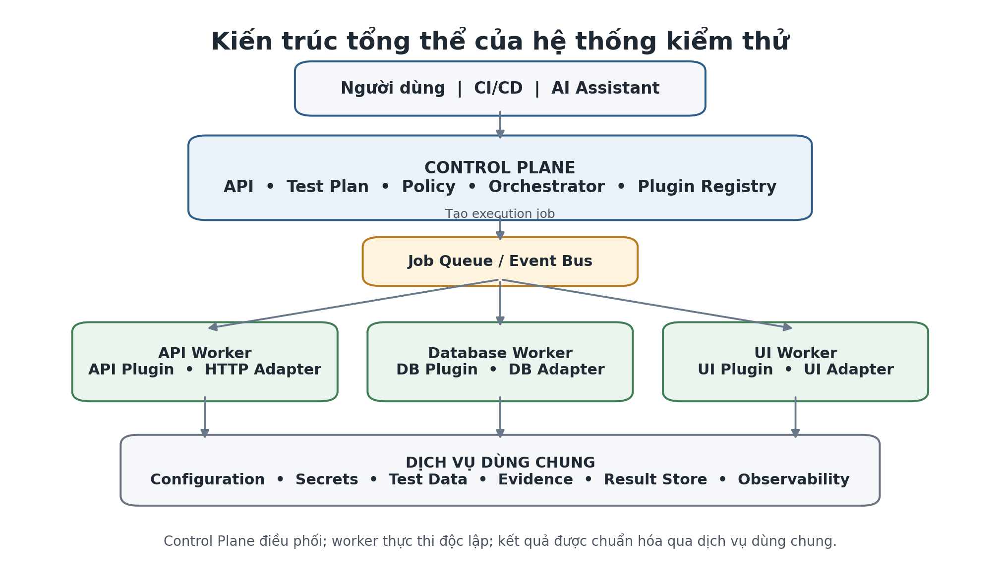 Kiến trúc tổng thể của hệ thống kiểm thử
Người dùng | CI/CD | AI Assistant
CONTROL PLANE
API • Test Plan • Policy • Orchestrator • Plugin Registry
Tạo execution job
Job Queue / Event Bus
API Worker
API Plugin • HTTP Adapter
Database Worker
DB Plugin • DB Adapter
UI Worker
UI Plugin • UI Adapter
DỊCH VỤ DÙNG CHUNG
Configuration • Secrets • Test Data • Evidence • Result Store • Observability
Control Plane điều phối; worker thực thi độc lập; kết quả được chuẩn hóa qua dịch vụ dùng chung.